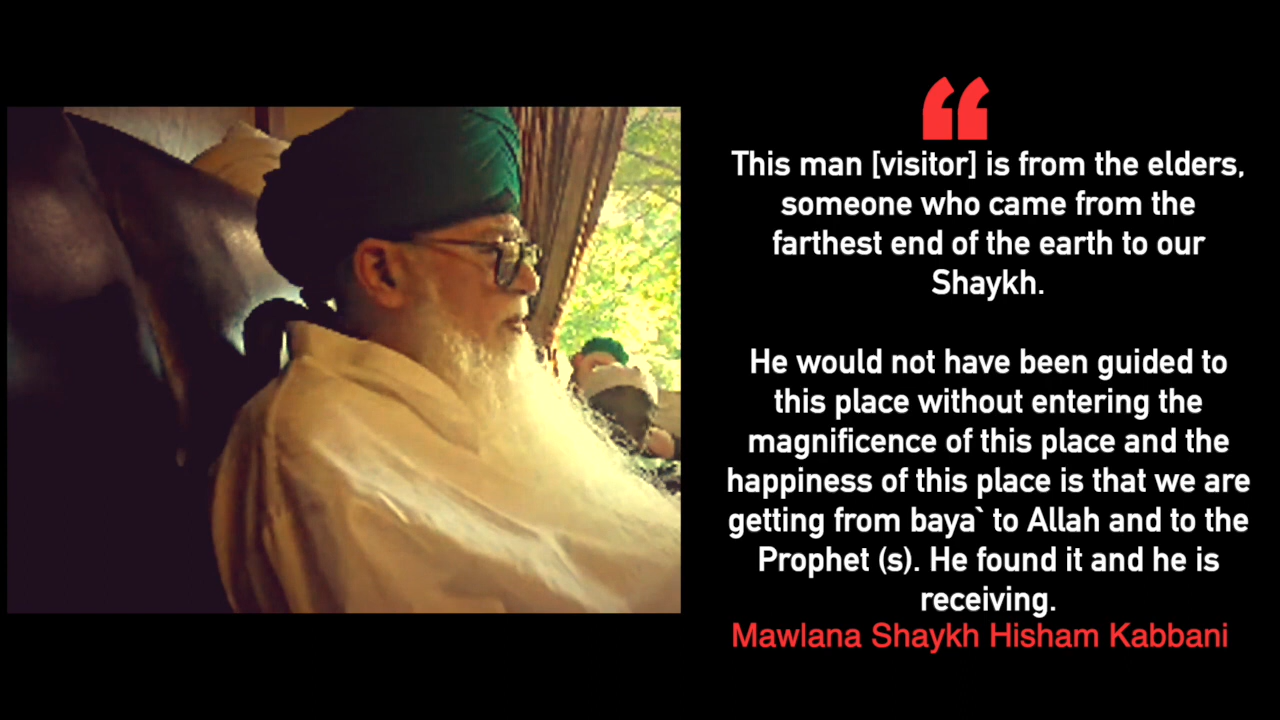 “
This man [visitor] is from the elders,
someone who came from the
farthest end of the earth to our
Shaykh.
He would not have been guided to
this place without entering the
magnificence of this place and the
happiness of this place is that we are
getting from baya` to Allah and to the
Prophet (s). He found it and he is
receiving.
Mawlana Shaykh Hisham Kabbani